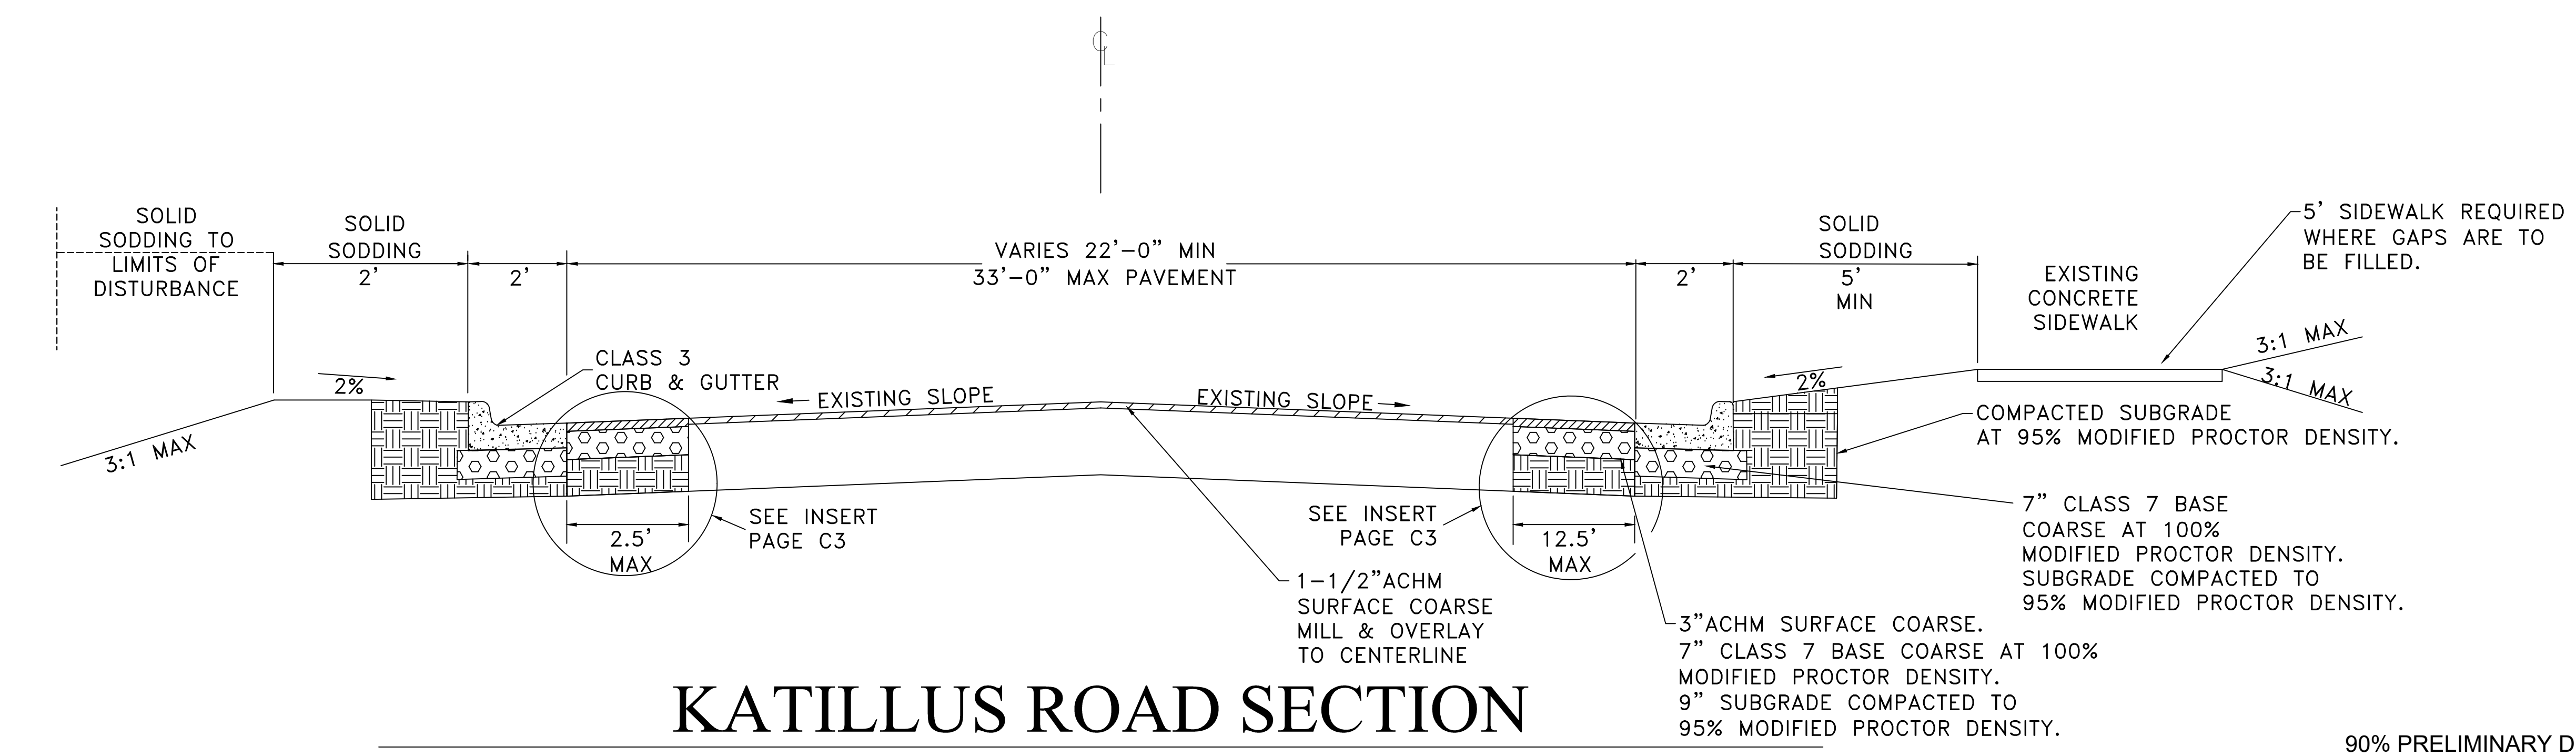 CL
SOLID
SODDING TO
LIMITS OF
DISTURBANCE
SOLID
SODDING
2'
2'
VARIES 22'-0" MIN
33'-0" MAX PAVEMENT
2'
SOLID
SODDING
5'
MIN
EXISTING
CONCRETE
SIDEWALK
5' SIDEWALK REQUIRED
WHERE GAPS ARE TO
BE FILLED.
3:1 MAX
3:1 MAX
3:1 MAX
2%
CLASS 3
CURB & GUTTER
EXISTING SLOPE
EXISTING SLOPE
2%
COMPACTED SUBGRADE
AT 95% MODIFIED PROCTOR DENSITY.
2.5'
MAX
SEE INSERT
PAGE C3
SEE INSERT
PAGE C3
12.5'
MAX
7" CLASS 7 BASE
COARSE AT 100%
MODIFIED PROCTOR DENSITY.
SUBGRADE COMPACTED TO
95% MODIFIED PROCTOR DENSITY.
1-1/2"ACHM
SURFACE COARSE
MILL & OVERLAY
TO CENTERLINE
3"ACHM SURFACE COARSE.
7" CLASS 7 BASE COARSE AT 100%
MODIFIED PROCTOR DENSITY.
9" SUBGRADE COMPACTED TO
95% MODIFIED PROCTOR DENSITY.
KATILLUS ROAD SECTION
90% PRELIMINARY D